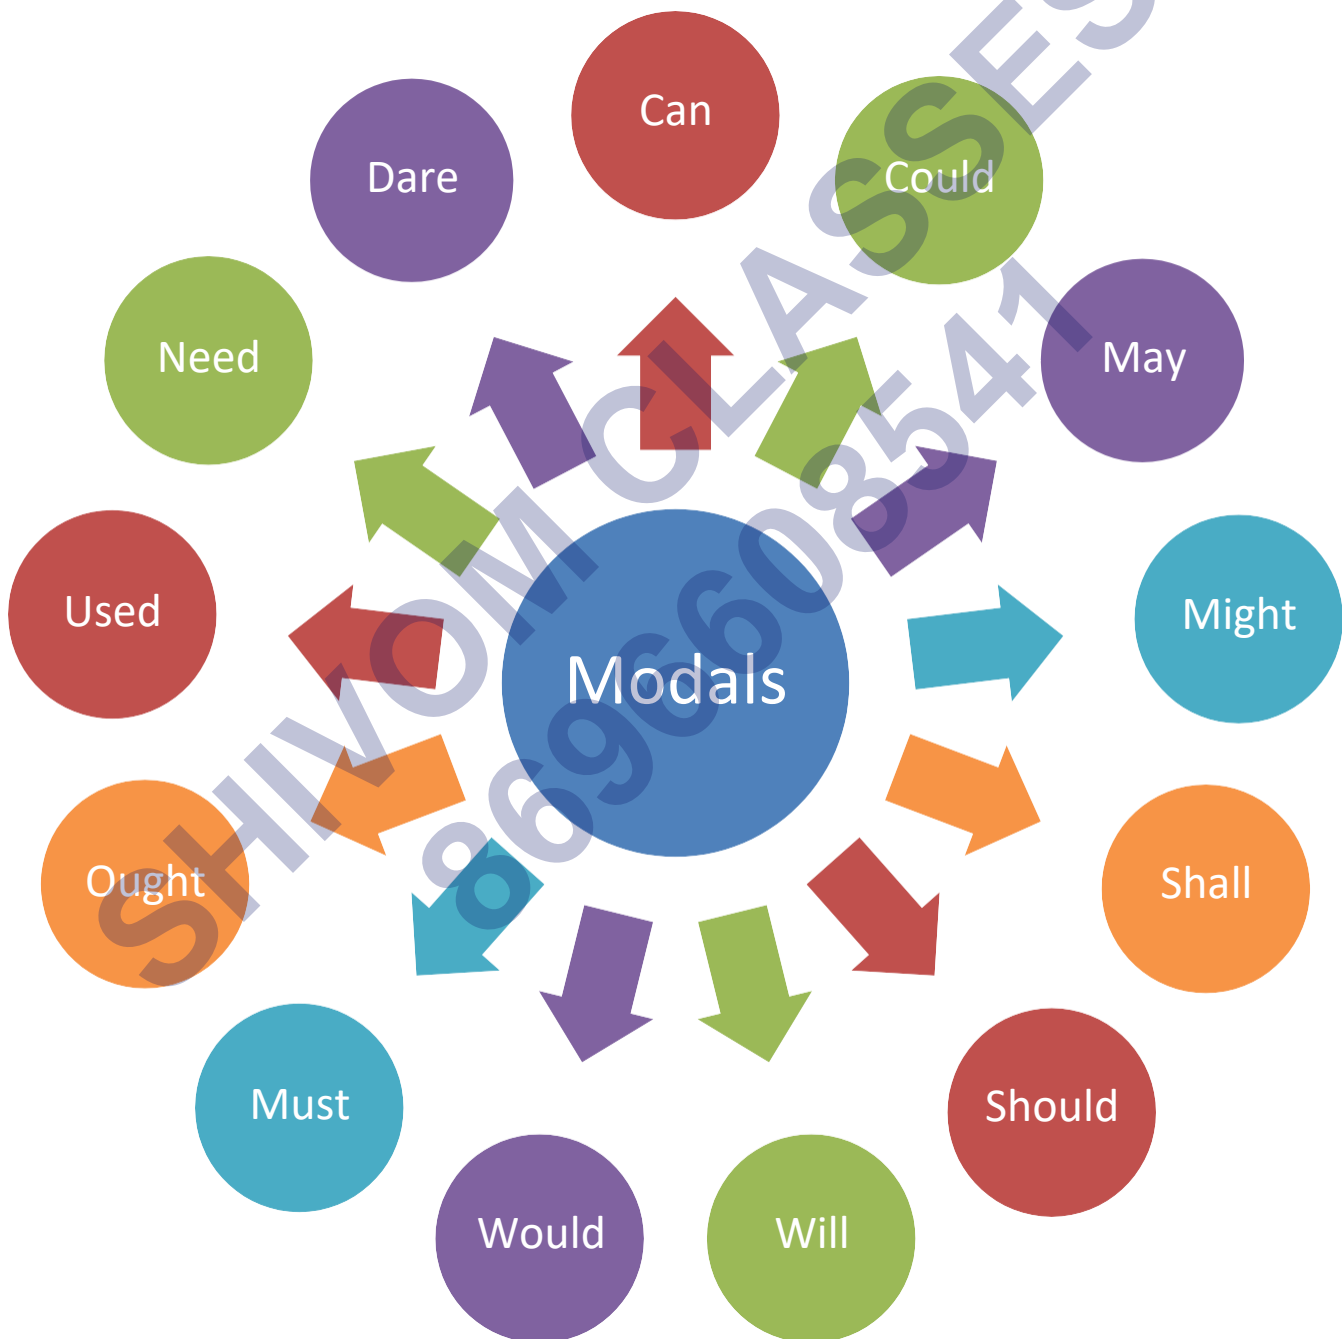 Can
Could
May
Might
Shall
Should
Will
Would
Must
Ought
Used
Need
Dare
Modals
SHIVOM CLASSES
8696608541